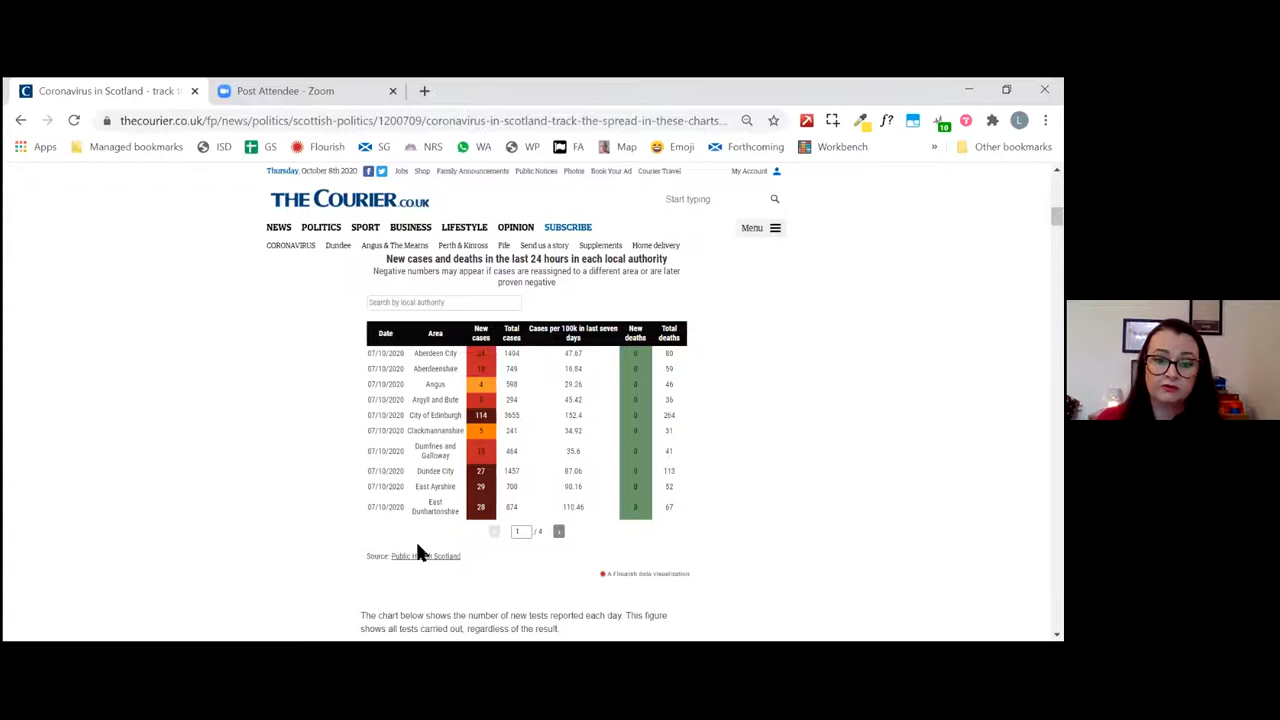 Coronavirus in Scotland - track t
Post Attendee - Zoom
thecourier.co.uk/fp/news/politics/scottish-politics/1200709/coronavirus-in-scotland-track-the-spread-in-these-charts...
f?
10
L
Apps Managed bookmarks ISD GS Flourish SG NRS WA WP FA Map Emoji Forthcoming Workbench » Other bookmarks
Thursday, October 8th 2020 Jobs Shop Family Announcements Public Notices Photos Book Your Ad Courier Travel My Account
THE COURIER.CO.UK
Start typing
NEWS POLITICS SPORT BUSINESS LIFESTYLE OPINION SUBSCRIBE
Menu
CORONAVIRUS Dundee Angus & The Mearns Perth & Kinross Fife Send us a story Supplements Home delivery
New cases and deaths in the last 24 hours in each local authority
Negative numbers may appear if cases are reassigned to a different area or are later
proven negative
Search by local authority
Date Area New cases Total cases Cases per 100k in last seven days New deaths Total deaths
07/10/2020 Aberdeen City 24 1494 47.67 0 80
07/10/2020 Aberdeenshire 18 749 16.84 0 59
07/10/2020 Angus 4 598 29.26 0 46
07/10/2020 Argyll and Bute 9 294 45.42 0 36
07/10/2020 City of Edinburgh 114 3655 152.4 0 264
07/10/2020 Clackmannanshire 5 241 34.92 0 31
07/10/2020 Dumfries and Galloway 15 464 35.6 0 41
07/10/2020 Dundee City 27 1457 87.06 0 113
07/10/2020 East Ayrshire 29 700 90.16 0 52
07/10/2020 East Dunbartonshire 28 874 110.46 0 67
1 / 4
Source: Public Scotland
A Flourish data visualization
The chart below shows the number of new tests reported each day. This figure
shows all tests carried out, regardless of the result.